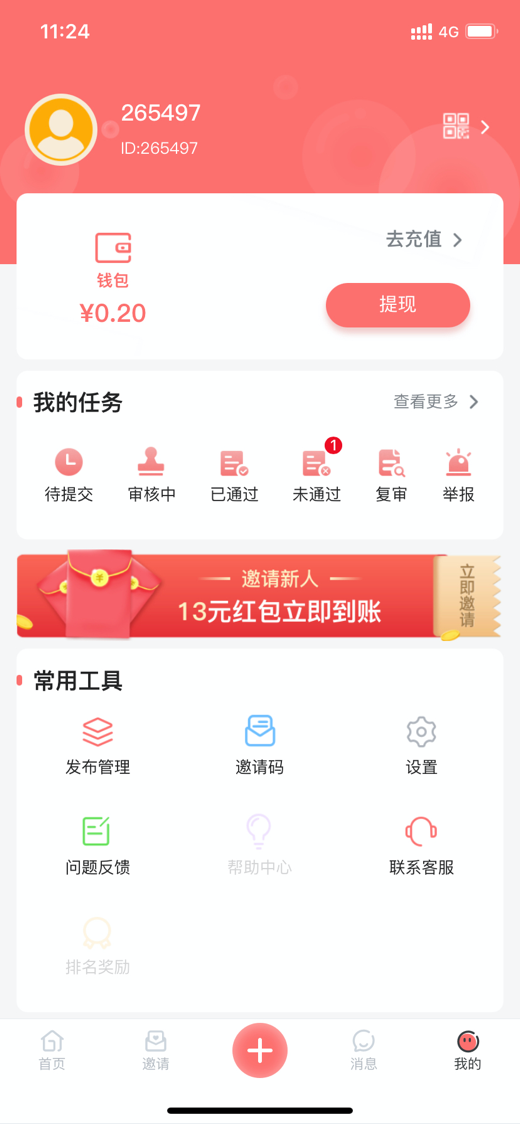 11:24
4G
265497
ID:265497
去充值
钱包
¥0.20
提现
我的任务
查看更多
1
待提交 审核中 已通过 未通过 复审 举报
邀请新人
13元红包立即到账
立即邀请
常用工具
发布管理 邀请码 设置
问题反馈 帮助中心 联系客服
排名奖励
首页 邀请 消息 我的